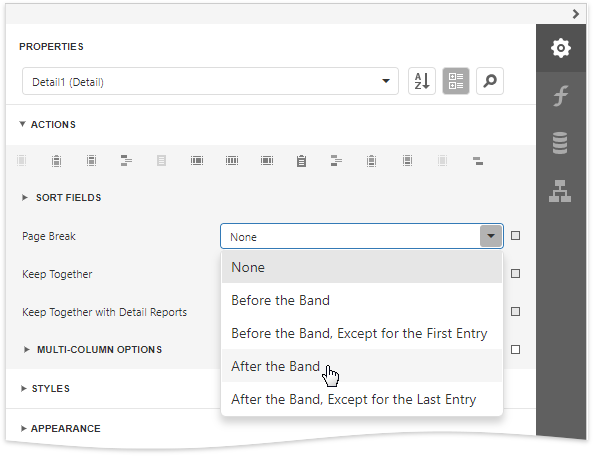 PROPERTIES
Detail1 (Detail)
ACTIONS
SORT FIELDS
Page Break
None
Keep Together
None
Before the Band
Keep Together with Detail Reports
Before the Band, Except for the First Entry
MULTI-COLUMN OPTIONS
After the Band
STYLES
After the Band, Except for the Last Entry
APPEARANCE